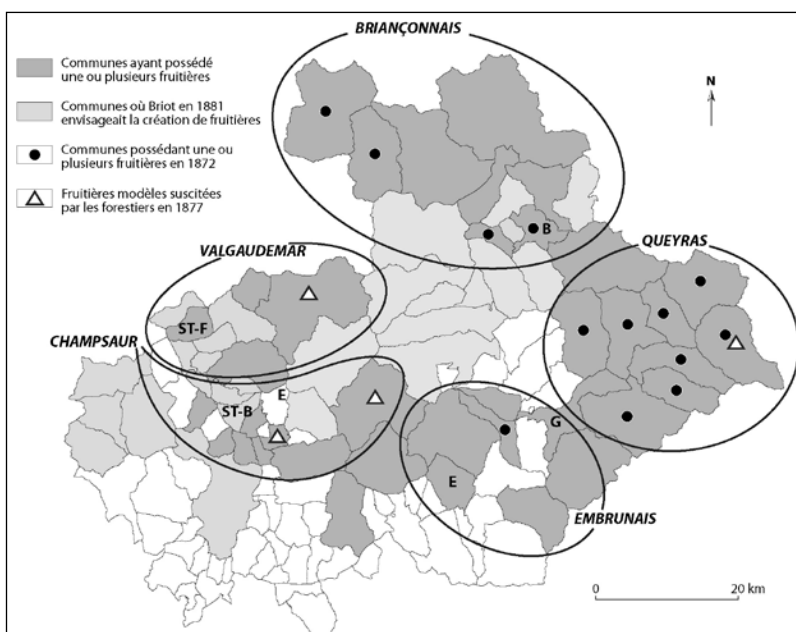 BRIANÇONNAIS
Communes ayant possédé
une ou plusieurs fruitières
Communes où Briot en 1881
envisageait la création de fruitières
Communes possédant une ou
plusieurs fruitières en 1872
Fruitières modèles suscitées
par les forestiers en 1877
N
B
QUEYRAS
VALGAUDEMAR
ST-F
CHAMPSAUR
E
ST-B
G
E
EMBRUNAIS
0
20 km